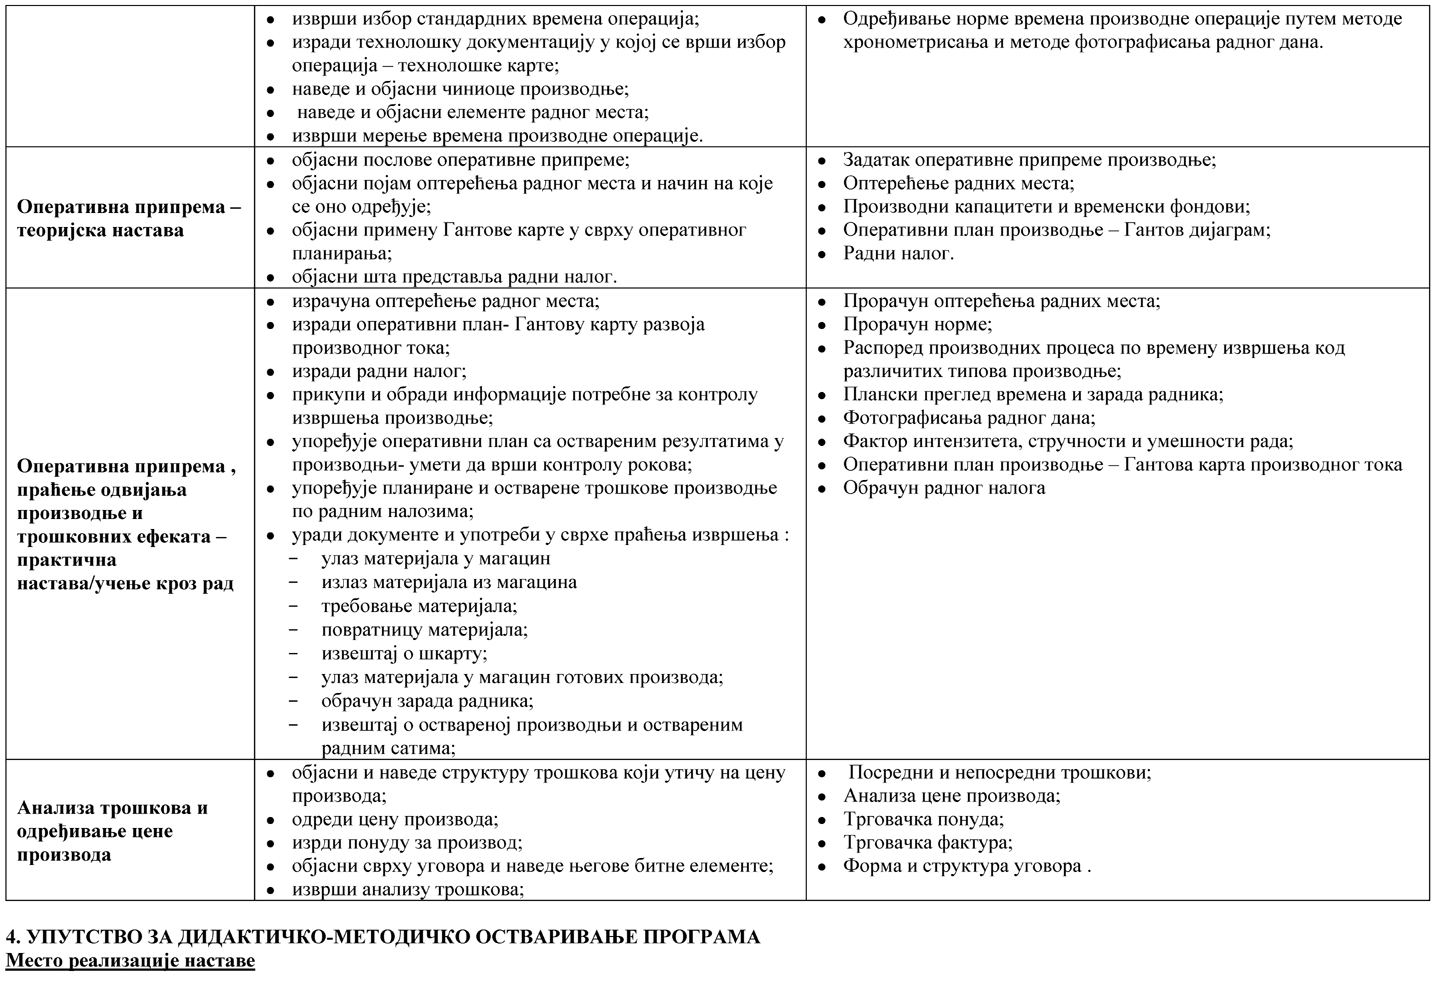 • изврши избор стандардних времена операција;
• изради технолошку документацију у којој се врши избор
операција – технолошке карте;
• наведе и објасни чиниоце производње;
• наведе и објасни елементе радног места;
• изврши мерење времена производне операције.
• Одређивање норме времена производне операције путем методе
хронометрисања и методе фотографисања радног дана.
Оперативна припрема –
теоријска настава
• објасни послове оперативне припреме;
• објасни појам оптерећења радног места и начин на које
се оно одређује;
• објасни примену Гантове карте у сврху оперативног
планирања;
• објасни шта представља радни налог.
• Задатак оперативне припреме производње;
• Оптерећење радних места;
• Производни капацитети и временски фондови;
• Оперативни план производње – Гантов дијаграм;
• Радни налог.
Оперативна припрема ,
праћење одвијања
производње и
трошковних ефеката –
практична
настава/учење кроз рад
• израчуна оптерећење радног места;
• изради оперативни план- Гантову карту развоја
производног тока;
• изради радни налог;
• прикупи и обради информације потребне за контролу
извршења производње;
• упоређује оперативни план са оствареним резултатима у
производњи- умети да врши контролу рокова;
• упоређује планиране и остварене трошкове производње
по радним налозима;
• уради документе и употреби у сврхе праћења извршења :
− улаз материјала у магацин
− излаз материјала из магацина
− требовање материјала;
− повратницу материјала;
− извештај о шкарту;
− улаз материјала у магацин готових производа;
− обрачун зарада радника;
− извештај о оствареној производњи и оствареним
радним сатима;
• Прорачун оптерећења радних места;
• Прорачун норме;
• Распоред производних процеса по времену извршења код
различитих типова производње;
• Плански преглед времена и зарада радника;
• Фотографисања радног дана;
• Фактор интензитета, стручности и умешности рада;
• Оперативни план производње – Гантова карта производног тока
• Обрачун радног налога
Анализа трошкова и
одређивање цене
производа
• објасни и наведе структуру трошкова који утичу на цену
производа;
• одреди цену производа;
• изрди понуду за производ;
• објасни сврху уговора и наведе његове битне елементе;
• изврши анализу трошкова;
• Посредни и непосредни трошкови;
• Анализа цене производа;
• Трговачка понуда;
• Трговачка фактура;
• Форма и структура уговора .
4. УПУТСТВО ЗА ДИДАКТИЧКО-МЕТОДИЧКО ОСТВАРИВАЊЕ ПРОГРАМА
Место реализације наставе